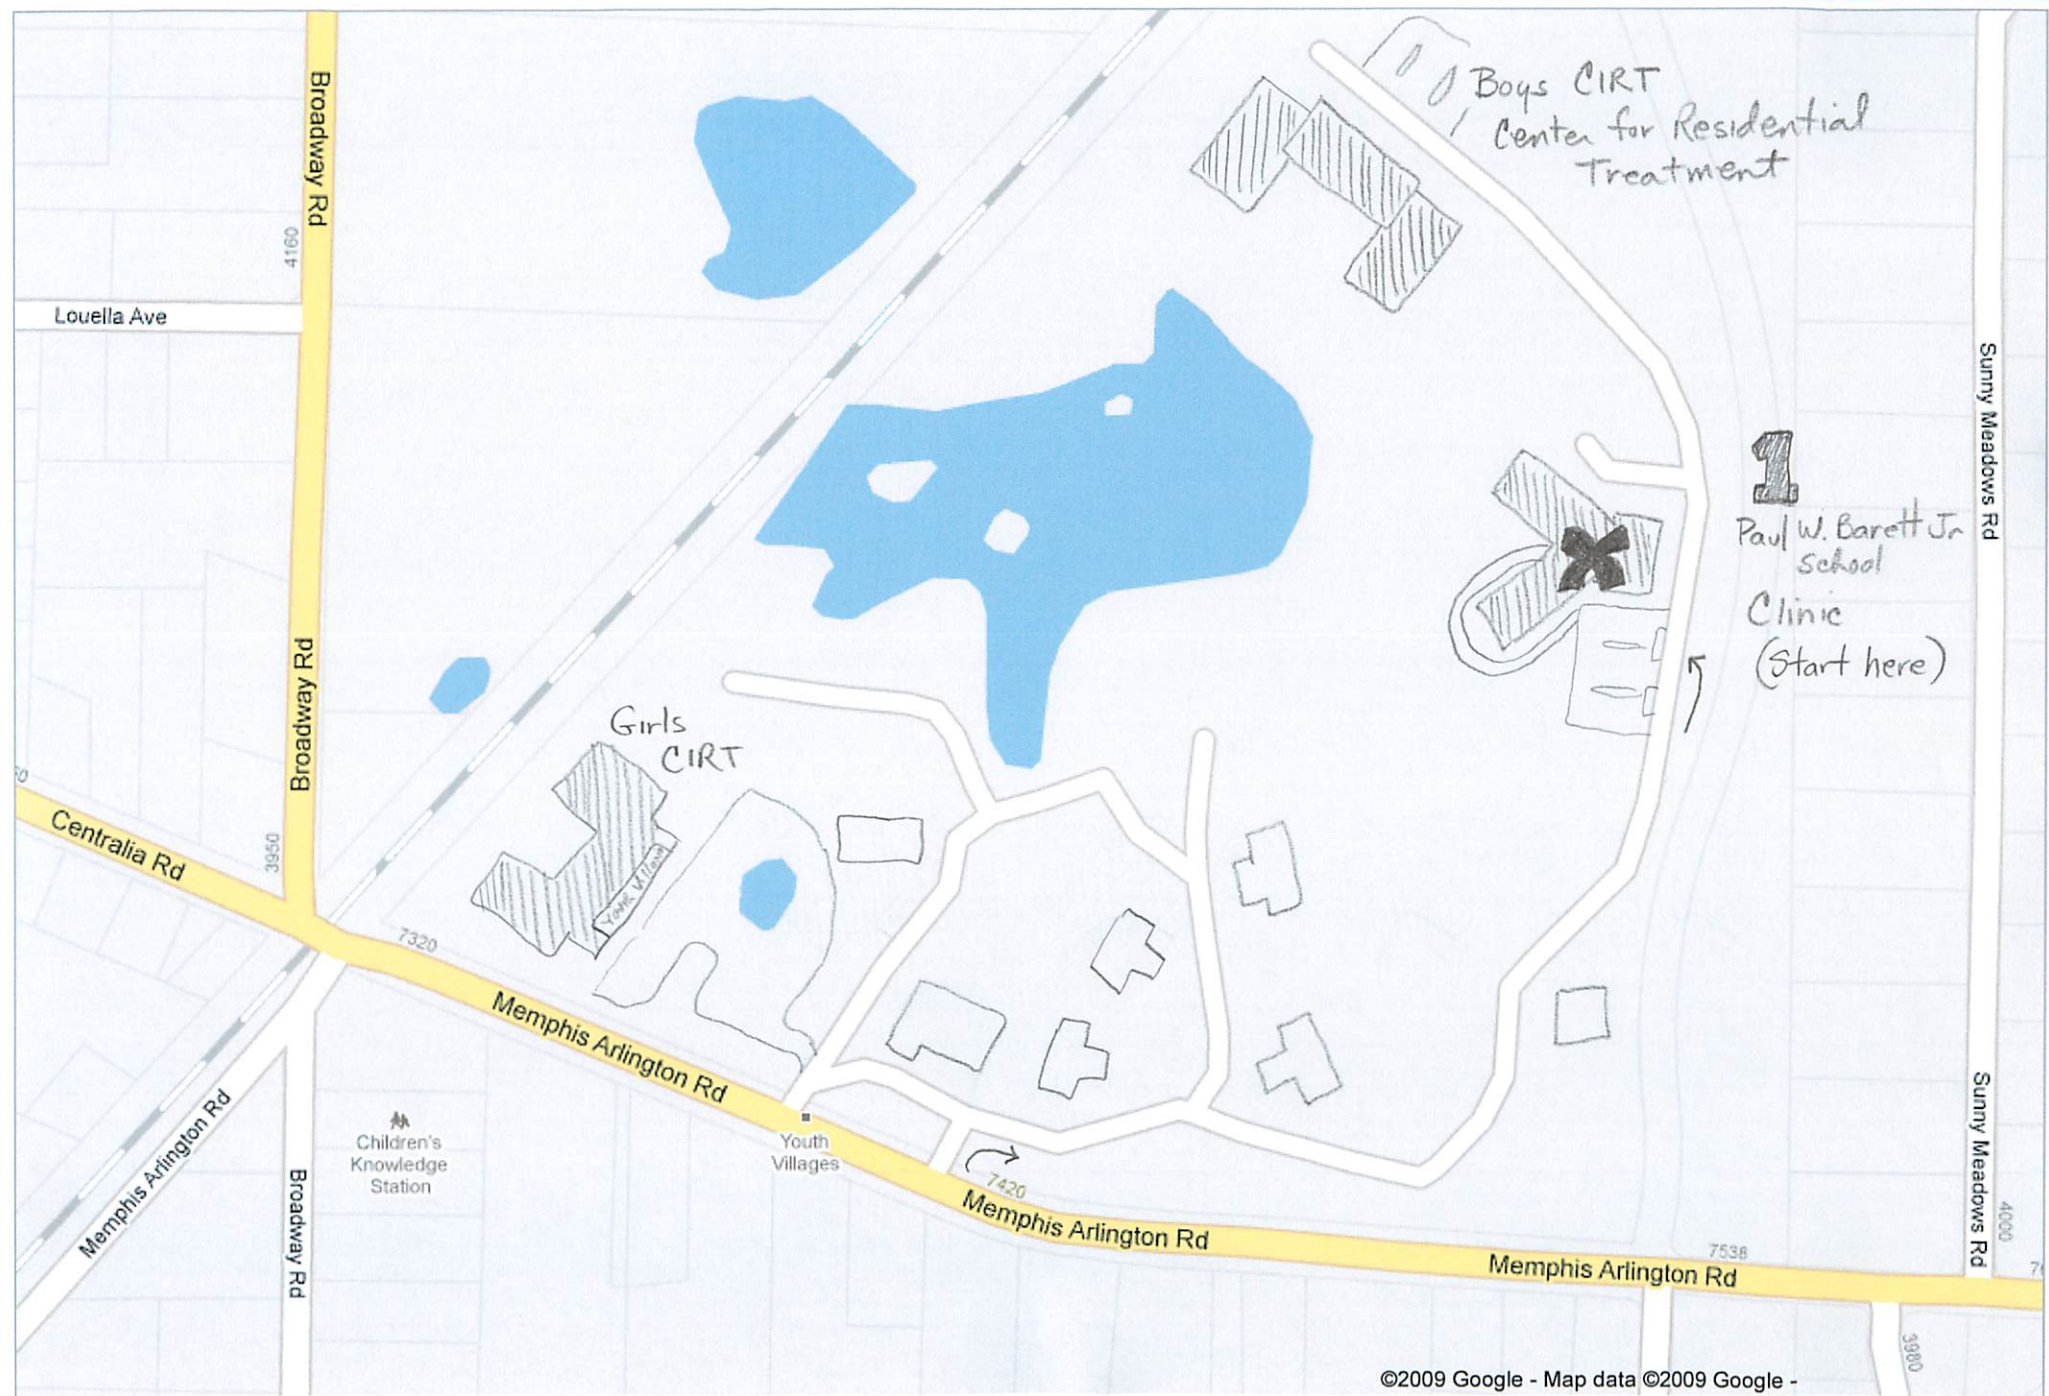 Broadway Rd
4160
Louella Ave
Boys CIRT
Center for Residential
Treatment
Sunny Meadows Rd
1
Paul W. Barett Jr
School
Clinic
(Start here)
Broadway Rd
Girls
CIRT
Youth Village
Centralia Rd
3950
7320
Memphis Arlington Rd
Memphis Arlington Rd
Children's
Knowledge
Station
Youth
Villages
Broadway Rd
7420
Memphis Arlington Rd
Memphis Arlington Rd
7538
Sunny Meadows Rd
4000
3980
©2009 Google - Map data ©2009 Google -